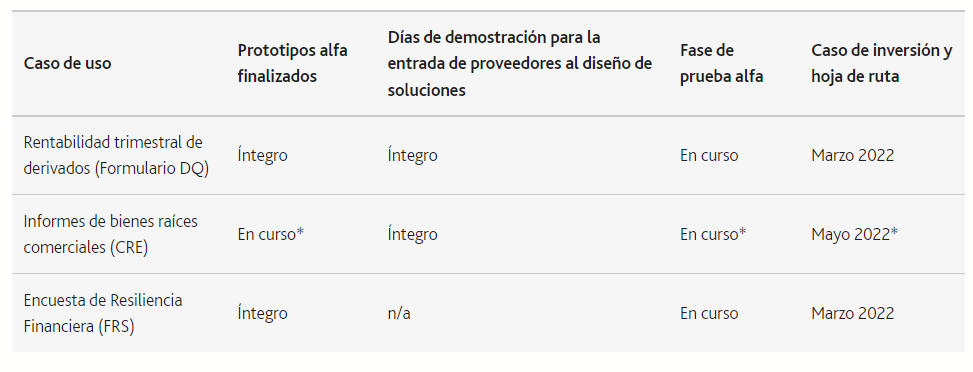 Caso de uso
Prototipos alfa
finalizados
Días de demostración para la
entrada de proveedores al diseño de
soluciones
Fase de
prueba alfa
Caso de inversión y
hoja de ruta
Rentabilidad trimestral de
derivados (Formulario DQ)
Íntegro
Íntegro
En curso
Marzo 2022
Informes de bienes raíces
comerciales (CRE)
En curso*
Íntegro
En curso*
Mayo 2022*
Encuesta de Resiliencia
Financiera (FRS)
Íntegro
n/a
En curso
Marzo 2022